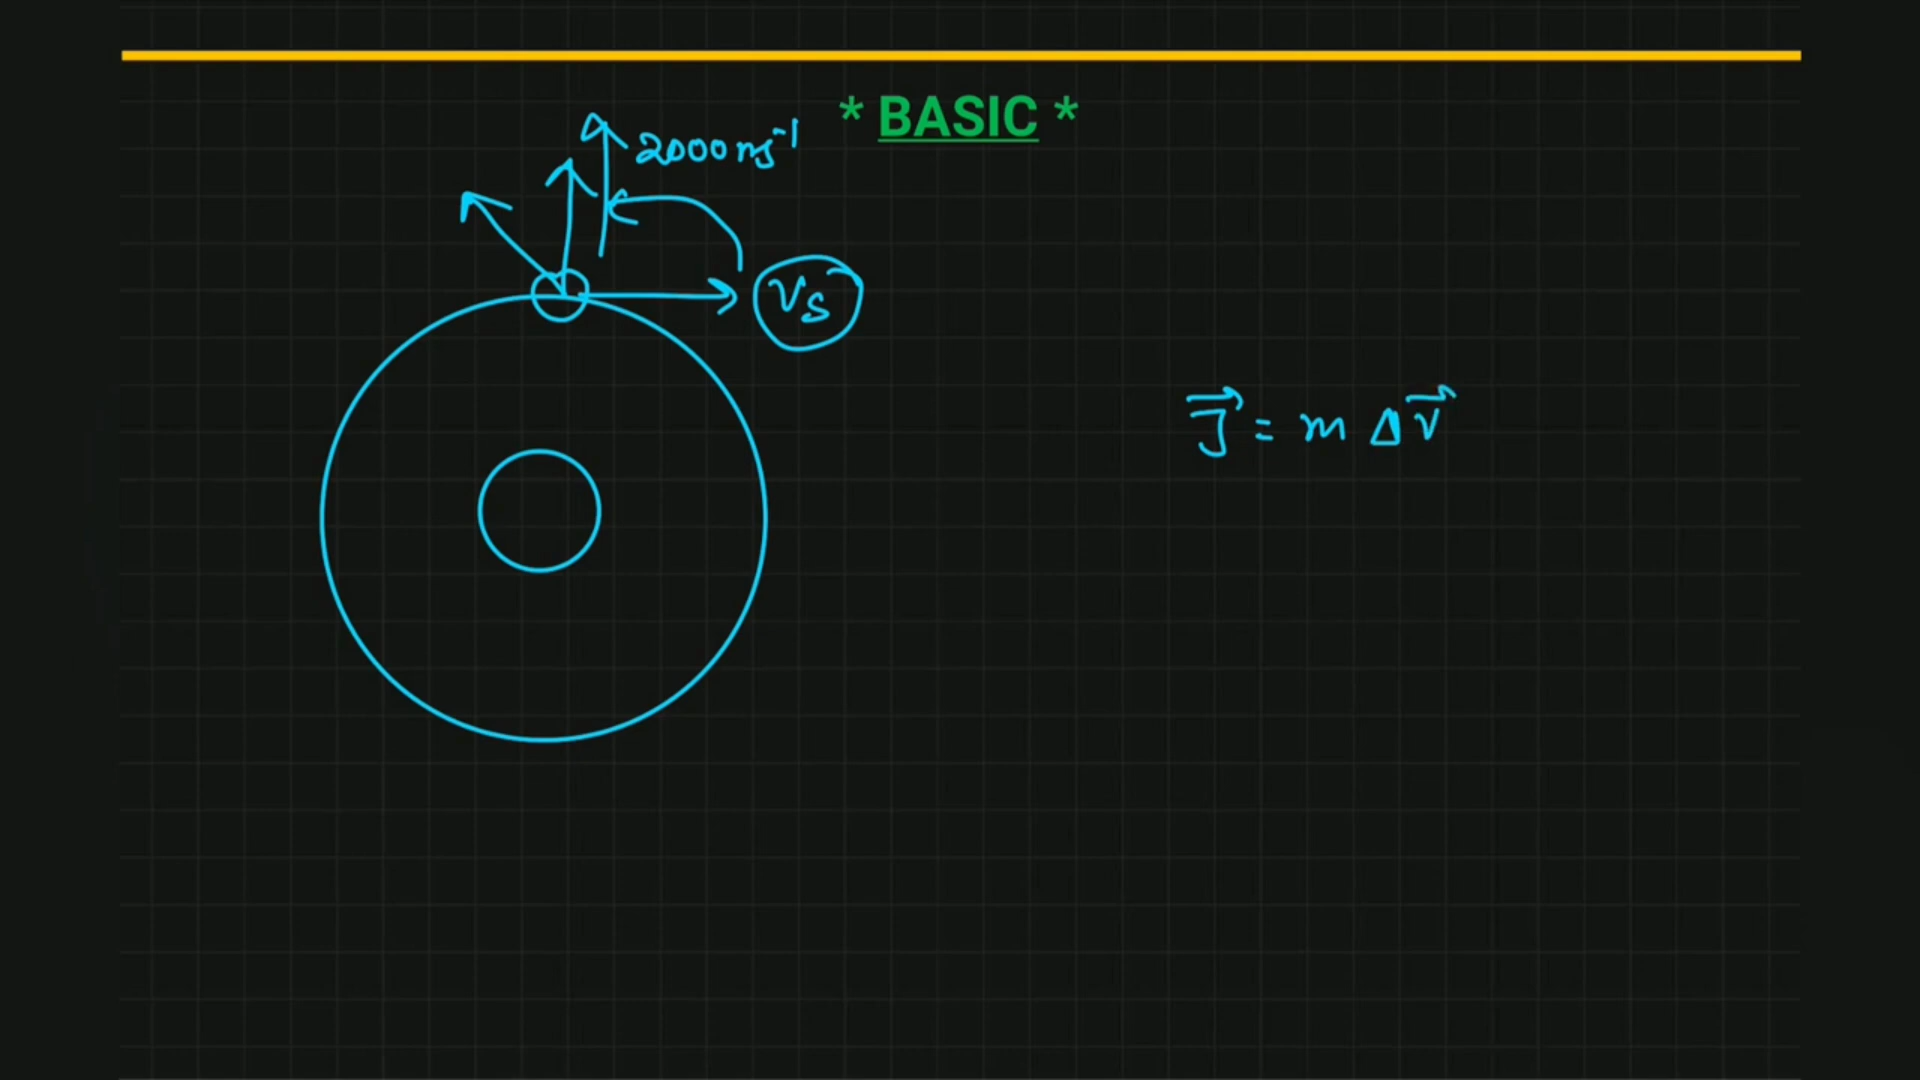 * BASIC *
2000 ms⁻¹
Vs
J⃗ = m Δv⃗